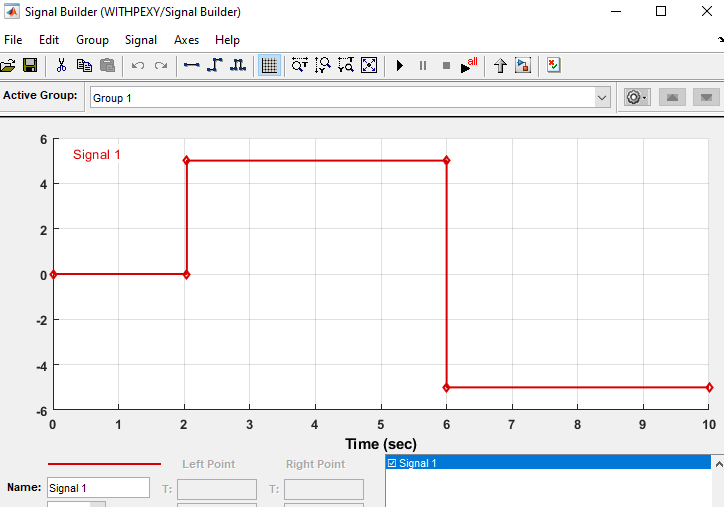 Signal Builder (WITHPEXY/Signal Builder)
File Edit Group Signal Axes Help
all
Active Group: Group 1
6
Signal 1
4
2
0
-2
-4
-6
0 1 2 3 4 5 6 7 8 9 10
Time (sec)
Left Point Right Point Signal 1
Name: Signal 1 T: T: